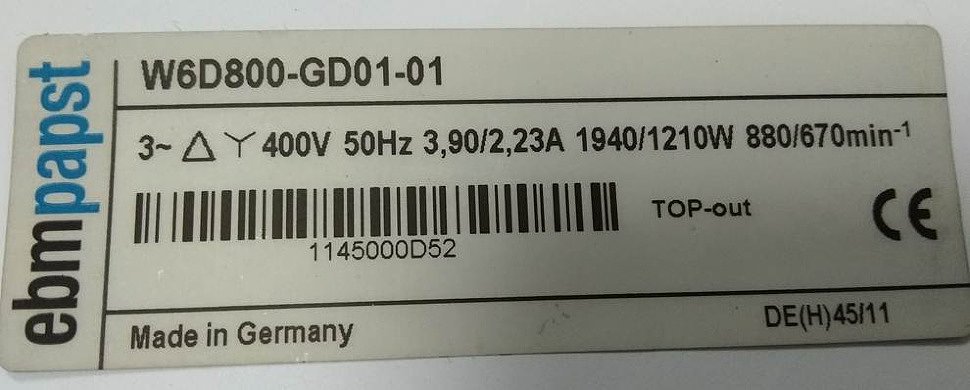 ebmpapst
W6D800-GD01-01
3~ △ Y 400V 50Hz 3,90/2,23A 1940/1210W 880/670min⁻¹
TOP-out
CE
1145000D52
Made in Germany
DE(H)45/11